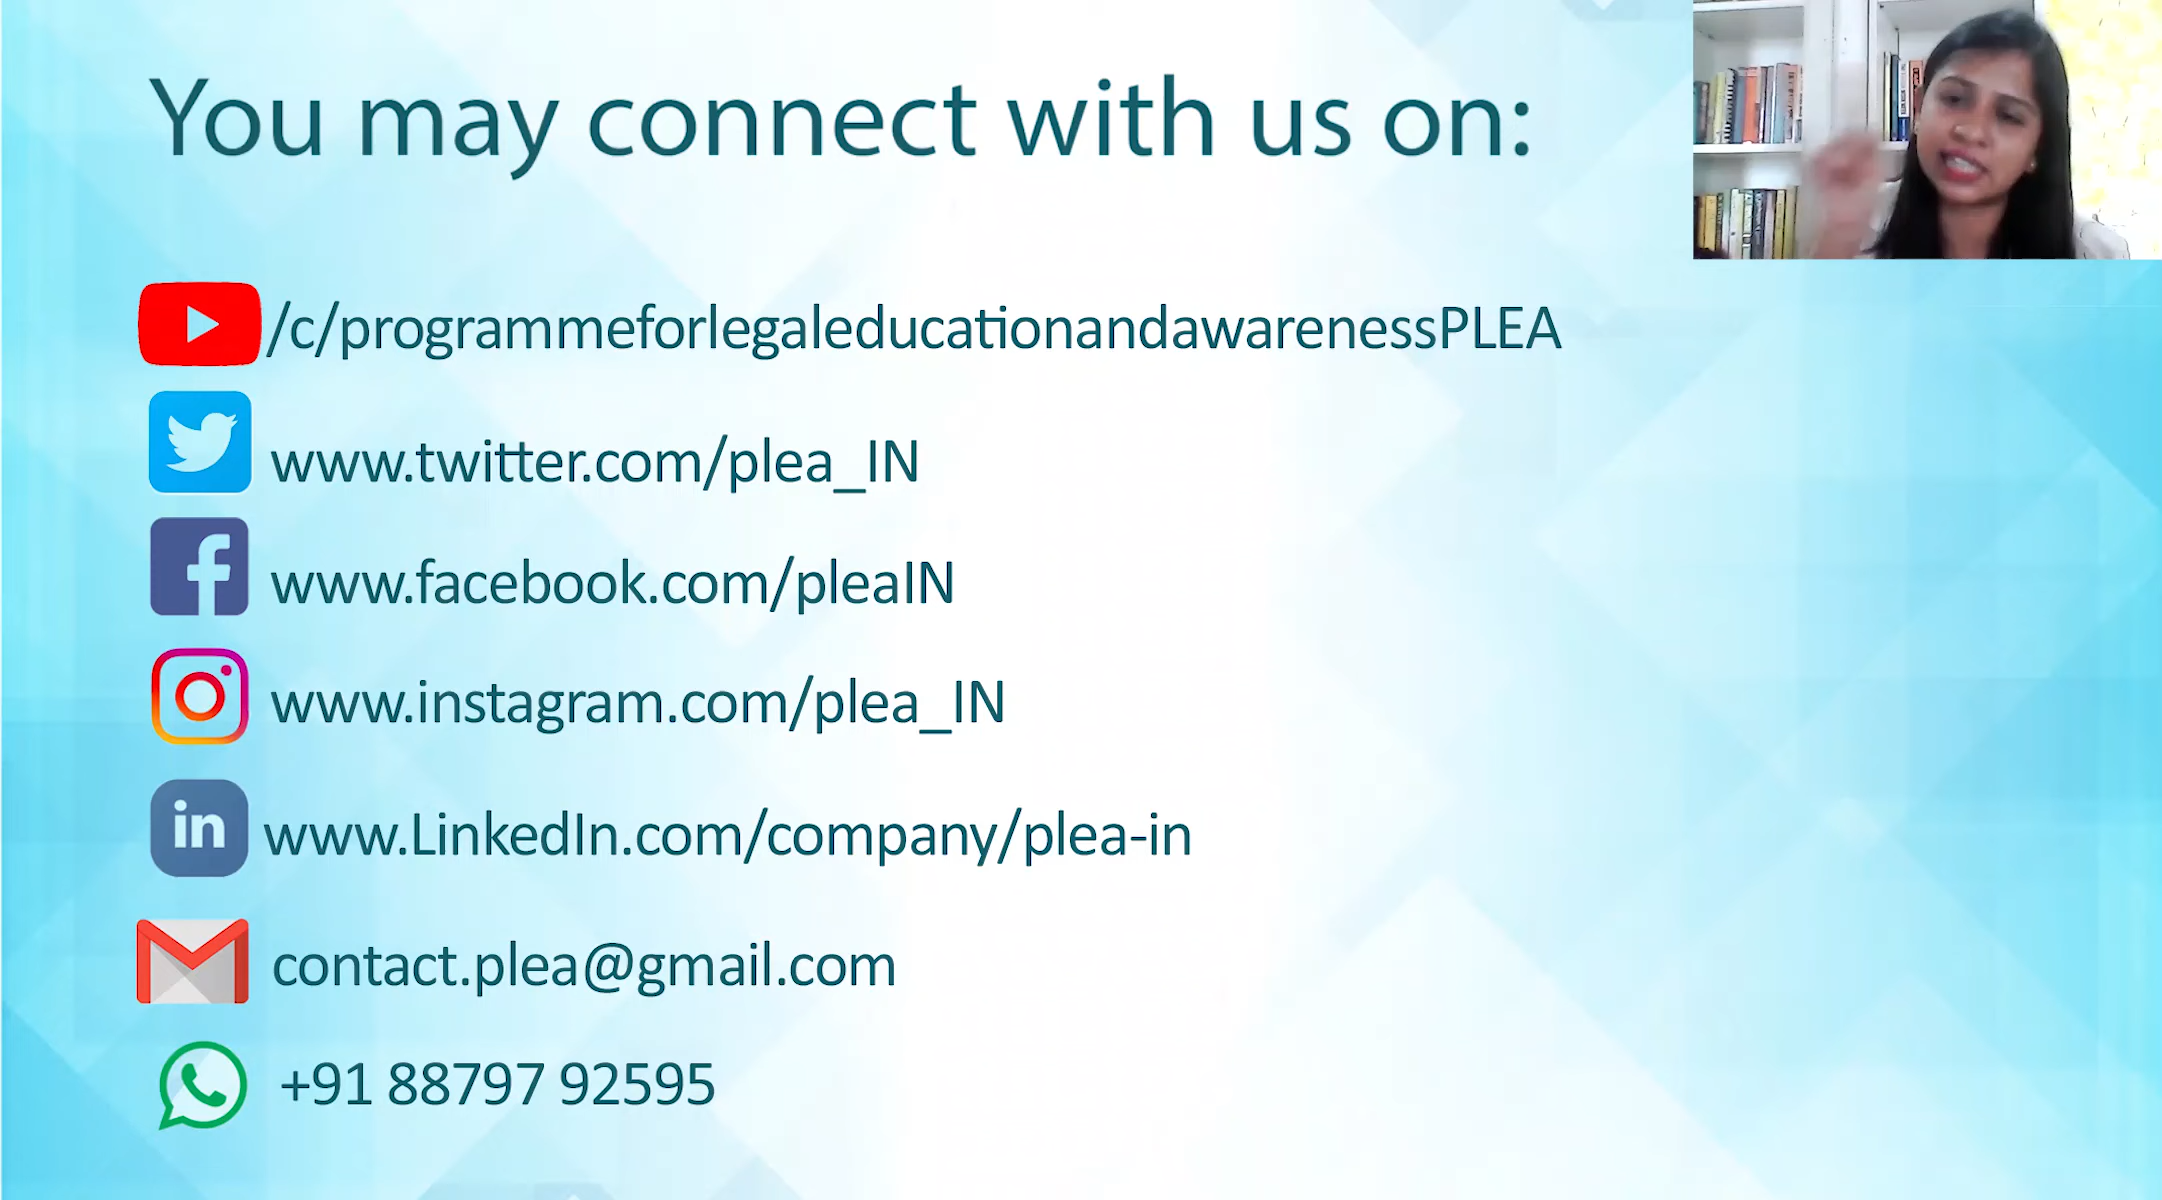 You may connect with us on:
/c/programmeforlegaleducationandawarenessPLEA
www.twitter.com/plea_IN
www.facebook.com/pleaIN
www.instagram.com/plea_IN
in www.LinkedIn.com/company/plea-in
contact.plea@gmail.com
+91 88797 92595